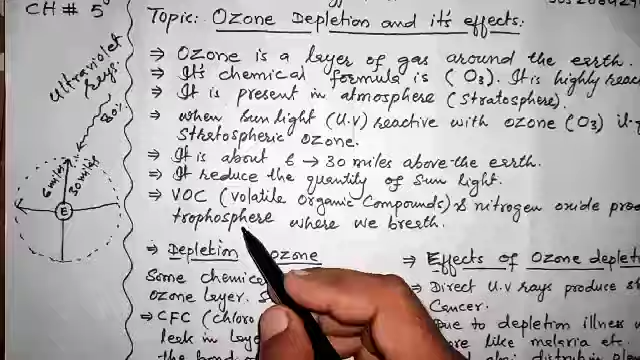 CH # 5
Topic: Ozone Depletion and it's effects:
⇒ Ozone is a layer of gas around the earth.
⇒ It's chemical formula is (O3). It is highly
⇒ It is present in atmosphere (Stratosphere).
⇒ when Sun light (U.V) reactive with ozone (O3)
Stratospheric ozone.
⇒ It is about 6 → 30 miles above the earth.
⇒ It reduce the quantity of Sun light.
⇒ VOC (Volatile Organic Compounds) & nitrogen oxide
trophosphere where we breath.
Ultraviolet
Rays.
80%
6 miles
30 miles
E
⇒ Depletion ozone
Some
ozone layer.
⇒ CFC (chloro
leak in
the
⇒ Effects of Ozone
⇒ Direct U.V rays produce
Cancer.
Due to depletion illness
more like malaria etc.